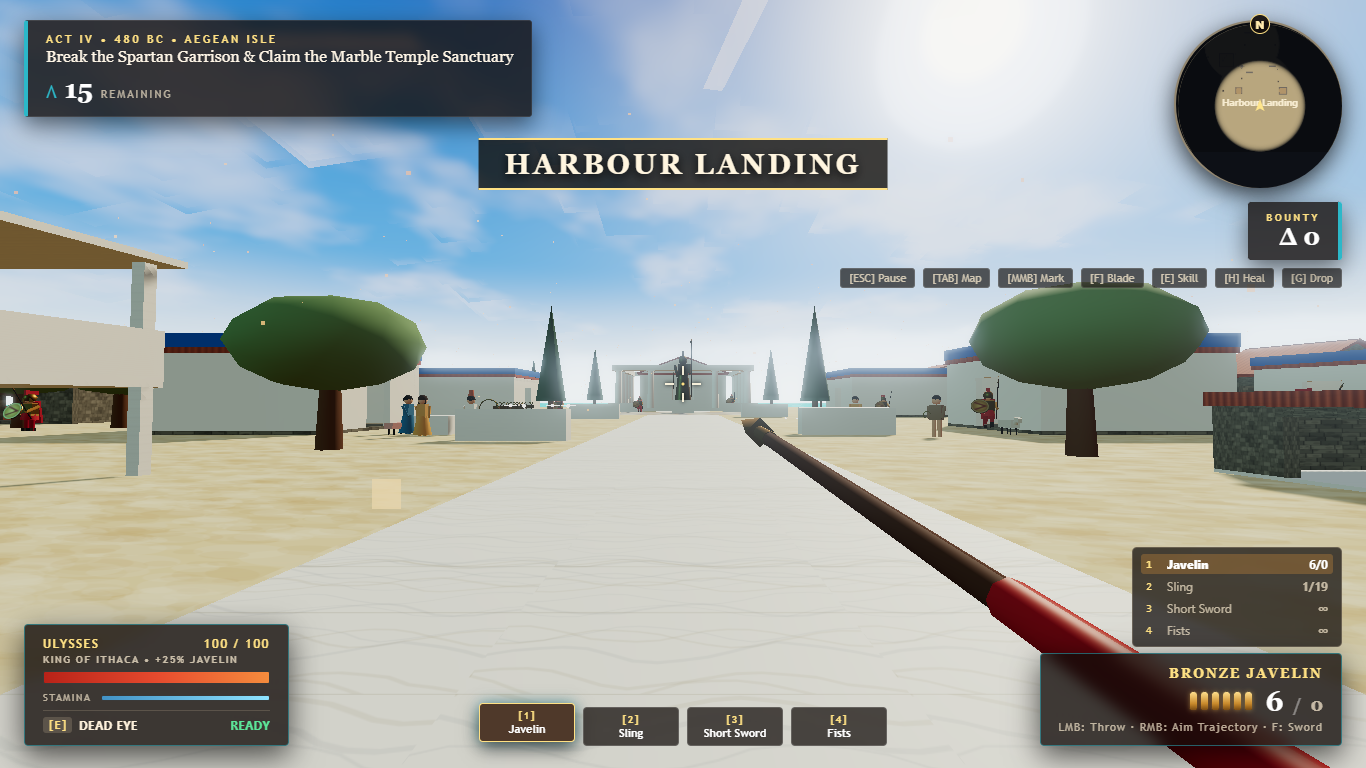 ACT IV • 480 BC • AEGEAN ISLE
Break the Spartan Garrison & Claim the Marble Temple Sanctuary
Λ 15 REMAINING
N
Harbour Landing
HARBOUR LANDING
BOUNTY
Δ 0
[ESC] Pause [TAB] Map [MMB] Mark [F] Blade [E] Skill [H] Heal [G] Drop
1 Javelin 6/0
2 Sling 1/19
3 Short Sword ∞
4 Fists ∞
ULYSSES 100 / 100
KING OF ITHACA • +25% JAVELIN
STAMINA
[E] DEAD EYE READY
[1]
Javelin
[2]
Sling
[3]
Short Sword
[4]
Fists
BRONZE JAVELIN
6 / 0
LMB: Throw · RMB: Aim Trajectory · F: Sword